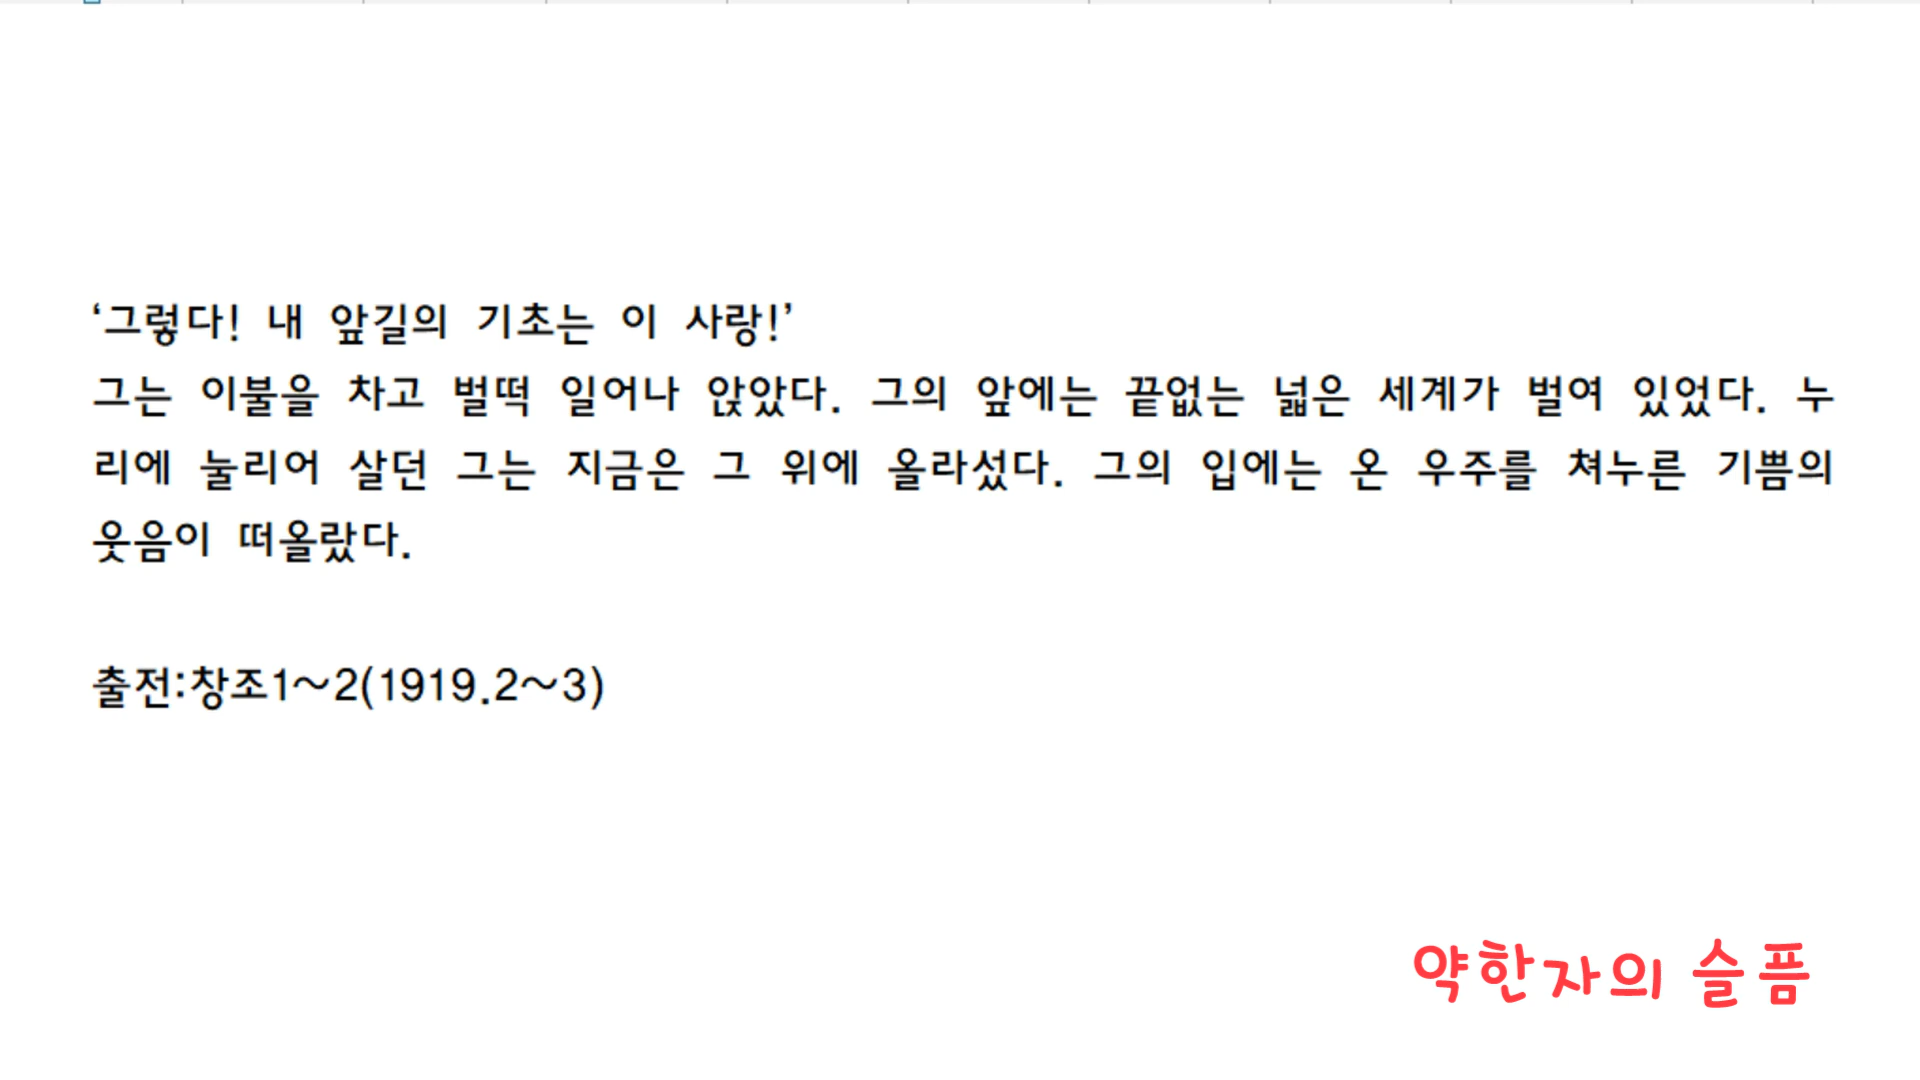 ‘그렇다! 내 앞길의 기초는 이 사랑!’
그는 이불을 차고 벌떡 일어나 앉았다. 그의 앞에는 끝없는 넓은 세계가 벌여 있었다. 누
리에 눌리어 살던 그는 지금은 그 위에 올라섰다. 그의 입에는 온 우주를 쳐누른 기쁨의
웃음이 떠올랐다.
출전:창조1~2(1919.2~3)
약한자의 슬픔